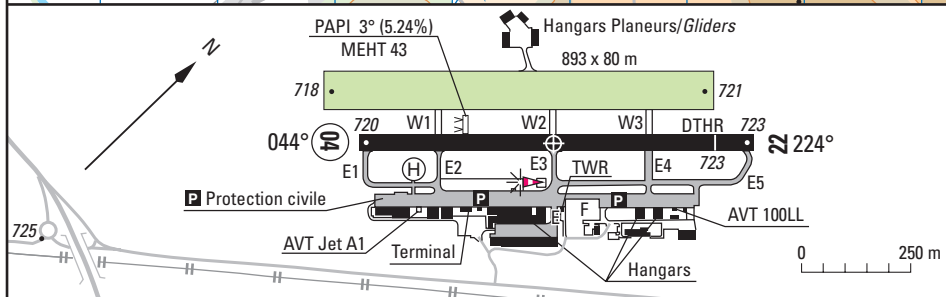 PAPI 3° (5.24%)
MEHT 43
Hangars Planeurs/Gliders
893 x 80 m
N
718
721
044°
04
720
W1
W2
W3
DTHR
723
22
224°
723
E1
H
E2
E3
TWR
E4
E5
P Protection civile
P
P
F
AVT 100LL
725
AVT Jet A1
Terminal
Hangars
0
250 m